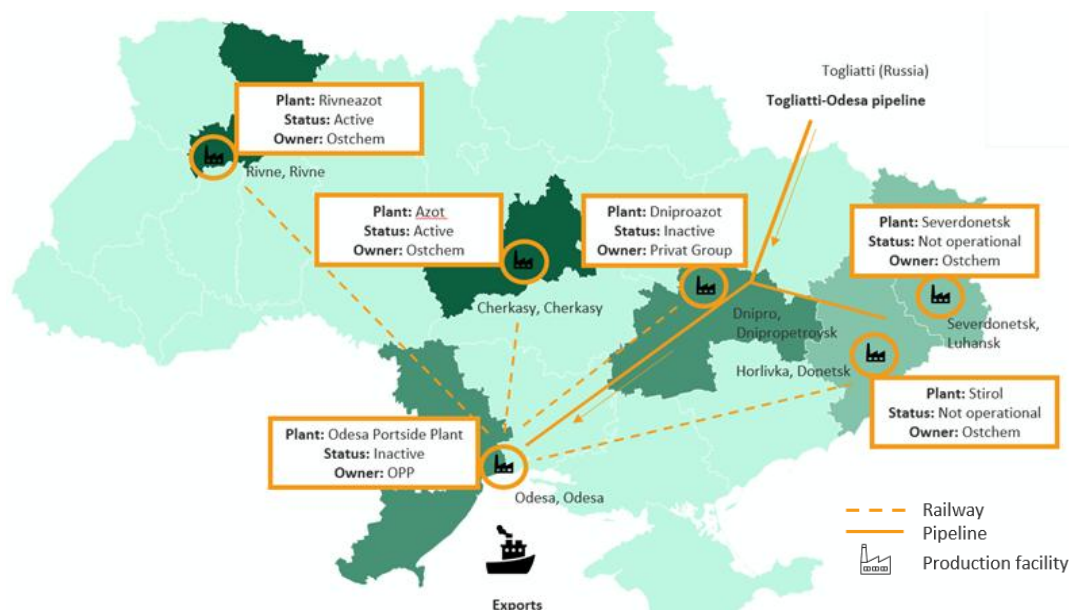 Togliatti (Russia)
Togliatti-Odesa pipeline
Plant: Rivneazot
Status: Active
Owner: Ostchem
Rivne, Rivne
Plant: Azot
Status: Active
Owner: Ostchem
Cherkasy, Cherkasy
Plant: Dniproazot
Status: Inactive
Owner: Privat Group
Dnipro,
Dnipropetrovsk
Plant: Severdonetsk
Status: Not operational
Owner: Ostchem
Severdonetsk,
Luhansk
Horlivka, Donetsk
Plant: Stirol
Status: Not operational
Owner: Ostchem
Plant: Odesa Portside Plant
Status: Inactive
Owner: OPP
Odesa, Odesa
Exports
Railway
Pipeline
Production facility